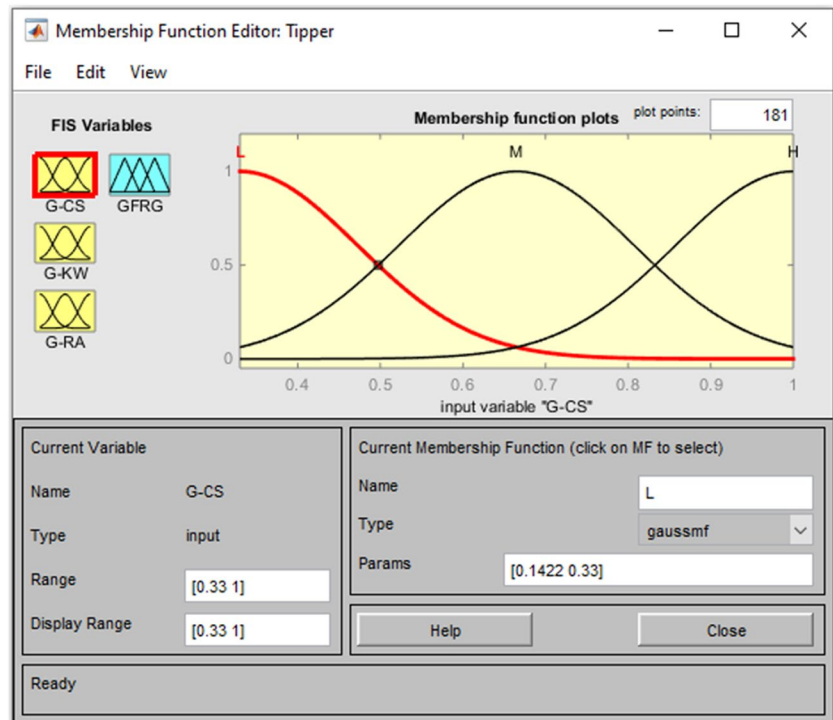 Membership Function Editor: Tipper
File Edit View
FIS Variables
G-CS GFRG
G-KW
G-RA
Membership function plots plot points: 181
L M H
1
0.5
0
0.4 0.5 0.6 0.7 0.8 0.9 1
input variable "G-CS"
Current Variable
Name G-CS
Type input
Range [0.33 1]
Display Range [0.33 1]
Current Membership Function (click on MF to select)
Name L
Type gaussmf
Params [0.1422 0.33]
Help Close
Ready